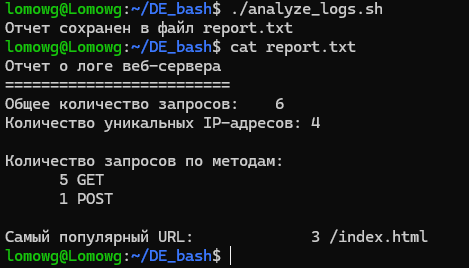 lomowg@Lomowg:~/DE_bash$ ./analyze_logs.sh
Отчет сохранен в файл report.txt
lomowg@Lomowg:~/DE_bash$ cat report.txt
Отчет о логе веб-сервера
=========================
Общее количество запросов:    6
Количество уникальных IP-адресов: 4

Количество запросов по методам:
      5 GET
      1 POST

Самый популярный URL:             3 /index.html
lomowg@Lomowg:~/DE_bash$